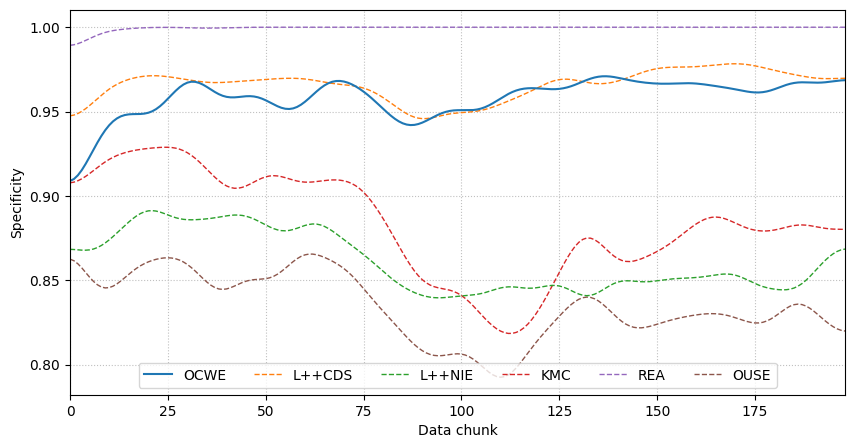 1.00
0.95
0.90
0.85
0.80
Specificity
0 25 50 75 100 125 150 175
Data chunk
OCWE L++CDS L++NIE KMC REA OUSE